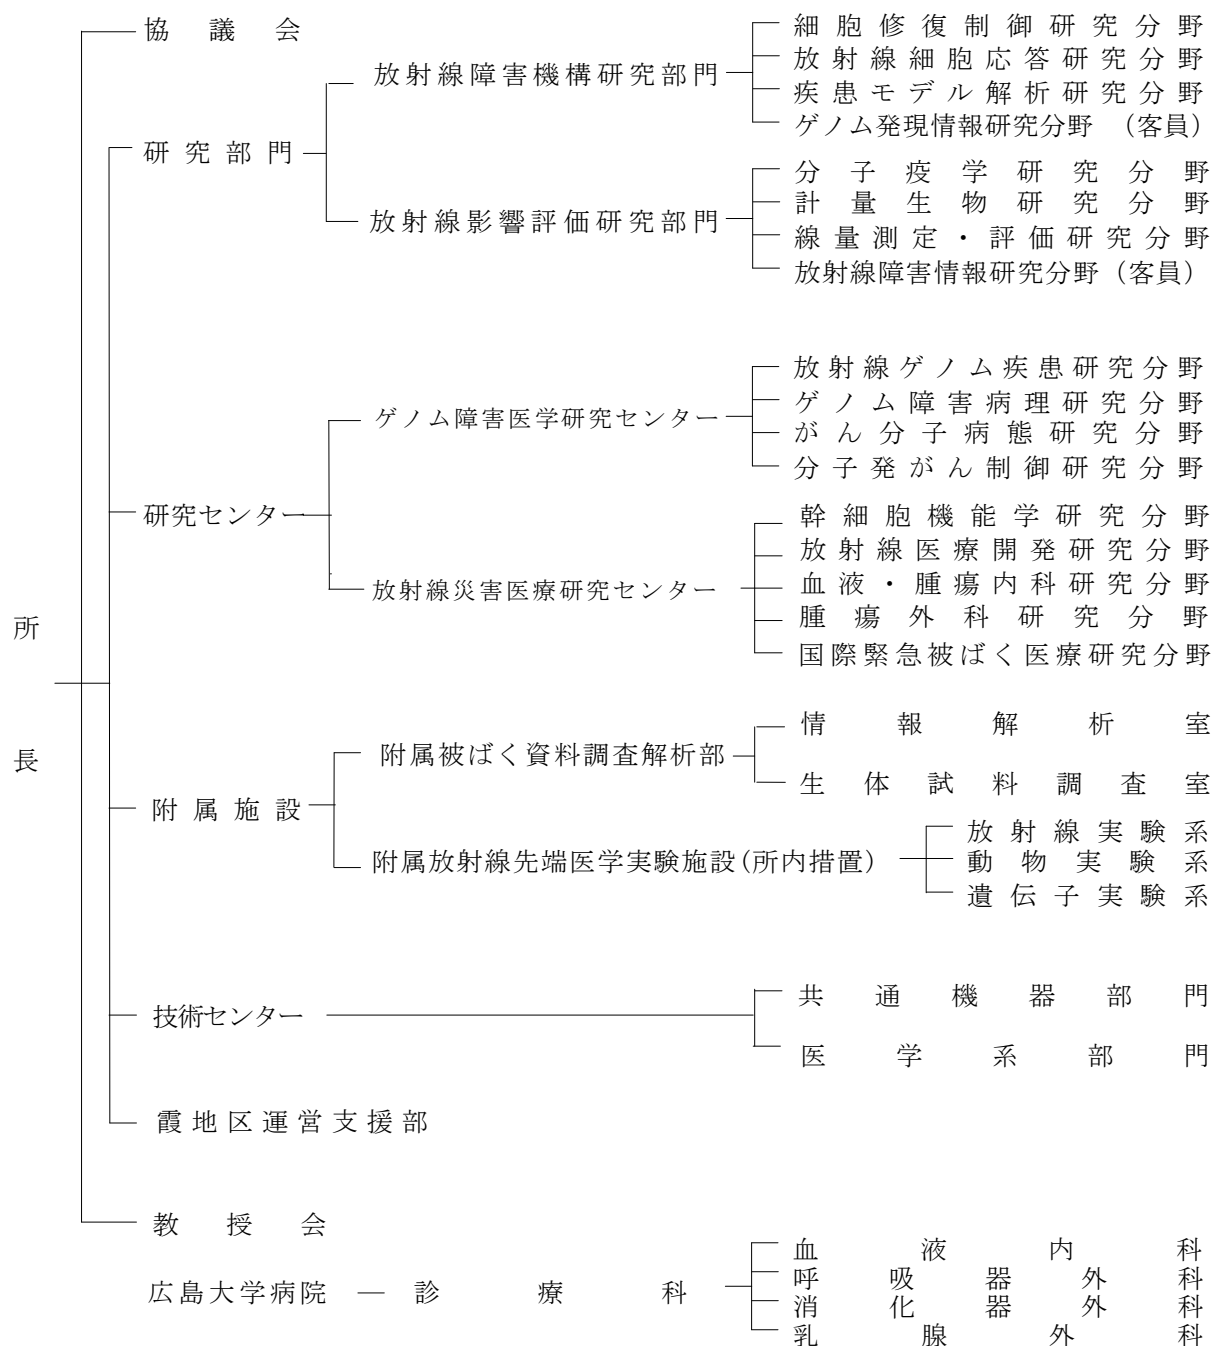 所長
協議会
研究部門
放射線障害機構研究部門
細胞修復制御研究分野
放射線細胞応答研究分野
疾患モデル解析研究分野
ゲノム発現情報研究分野 (客員)
放射線影響評価研究部門
分子疫学研究分野
計量生物研究分野
線量測定・評価研究分野
放射線障害情報研究分野 (客員)
研究センター
ゲノム障害医学研究センター
放射線ゲノム疾患研究分野
ゲノム障害病理研究分野
がん分子病態研究分野
分子発がん制御研究分野
放射線災害医療研究センター
幹細胞機能学研究分野
放射線医療開発研究分野
血液・腫瘍内科研究分野
腫瘍外科研究分野
国際緊急被ばく医療研究分野
附属施設
附属被ばく資料調査解析部
情報解析室
生体試料調査室
附属放射線先端医学実験施設(所内措置)
放射線実験系
動物実験系
遺伝子実験系
技術センター
共通機器部門
医学系部門
霞地区運営支援部
教授会
広島大学病院 — 診療科
血液内科
呼吸器外科
消化器外科
乳腺外科